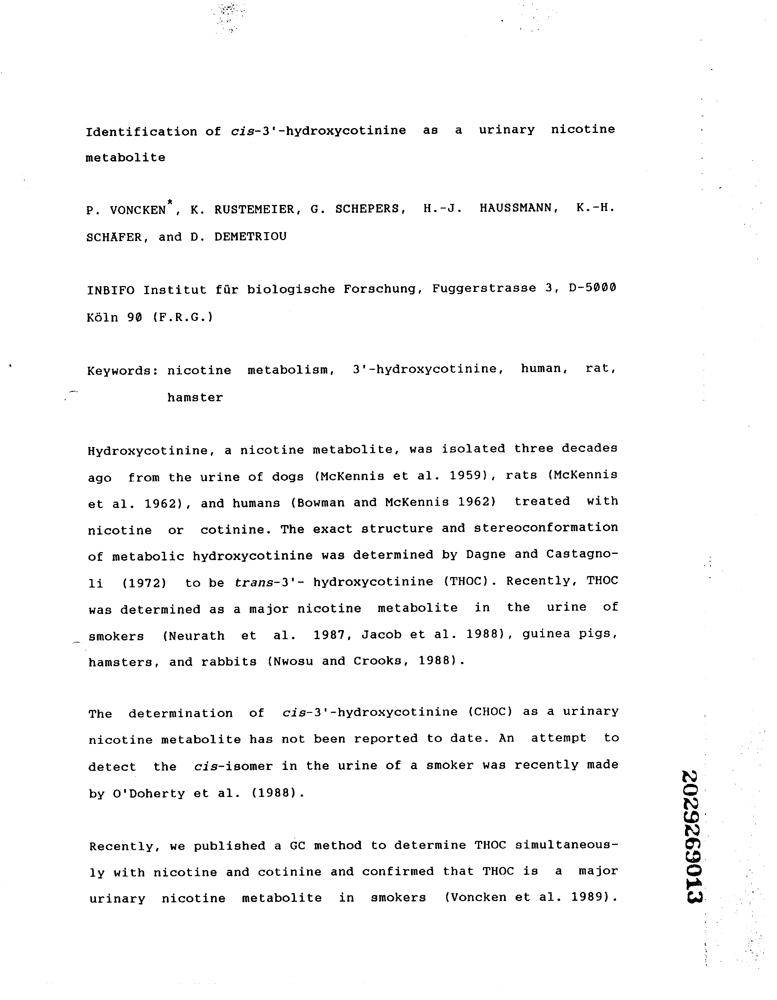 Identification of cis-3'-hydroxycotinine as a urinary nicotine
metabolite
P. VONCKEN*, K. RUSTEMEIER, G. SCHEPERS, H.-J. HAUSSMANN, K.-H.
SCHÄFER, and D. DEMETRIOU
INBIFO Institut für biologische Forschung, Fuggerstrasse 3, D-5000
Köln 90 (F.R.G.)
Keywords: nicotine metabolism, 3'-hydroxycotinine, human, rat,
hamster
Hydroxycotinine, a nicotine metabolite, was isolated three decades
ago from the urine of dogs (McKennis et al. 1959), rats (McKennis
et al. 1962), and humans (Bowman and McKennis 1962) treated with
nicotine or cotinine. The exact structure and stereoconformation
of metabolic hydroxycotinine was determined by Dagne and Castagno-
li (1972) to be trans-3'- hydroxycotinine (THOC). Recently, THOC
was determined as a major nicotine metabolite in the urine of
smokers (Neurath et al. 1987, Jacob et al. 1988), guinea pigs,
hamsters, and rabbits (Nwosu and Crooks, 1988).
The determination of cis-3'-hydroxycotinine (CHOC) as a urinary
nicotine metabolite has not been reported to date. An attempt to
detect the cis-isomer in the urine of a smoker was recently made
by O'Doherty et al. (1988).
Recently, we published a GC method to determine THOC simultaneous-
ly with nicotine and cotinine and confirmed that THOC is a major
urinary nicotine metabolite in smokers (Voncken et al. 1989).
2029269013